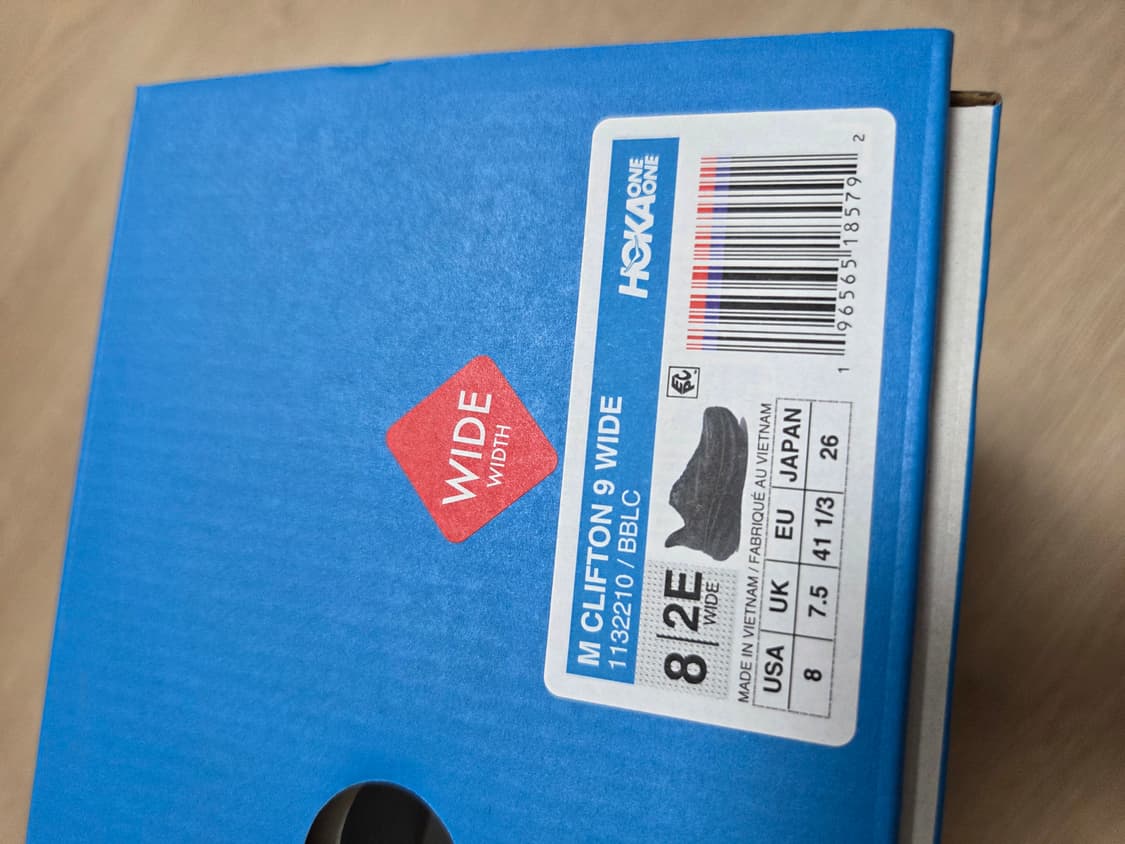 WIDE
WIDTH
M CLIFTON 9 WIDE
1132210 / BBLC
HOKA ONE ONE
8 | 2E
WIDE
MADE IN VIETNAM / FABRIQUÉ AU VIETNAM
USA UK EU JAPAN
8 7.5 41 1/3 26
1 96565 18579 2